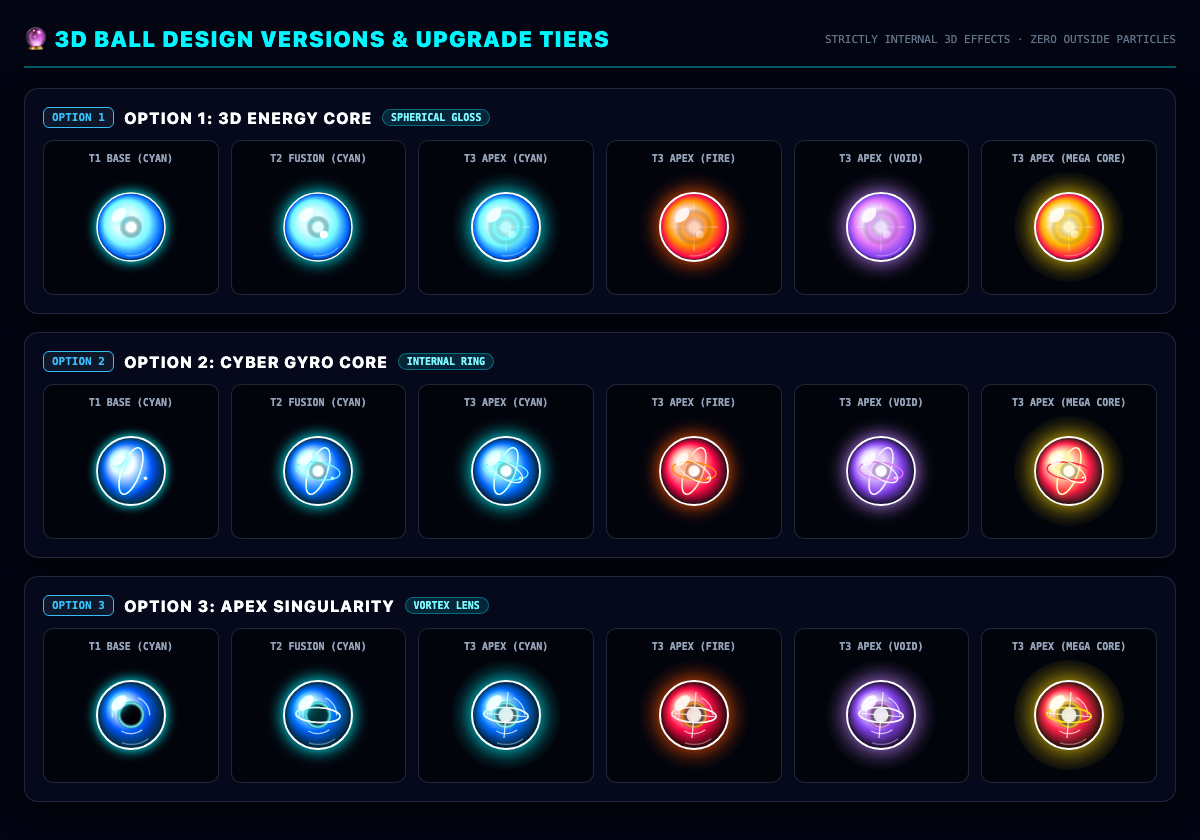 🔮 3D BALL DESIGN VERSIONS & UPGRADE TIERS
STRICTLY INTERNAL 3D EFFECTS · ZERO OUTSIDE PARTICLES
OPTION 1 OPTION 1: 3D ENERGY CORE SPHERICAL GLOSS
T1 BASE (CYAN) T2 FUSION (CYAN) T3 APEX (CYAN) T3 APEX (FIRE) T3 APEX (VOID) T3 APEX (MEGA CORE)
OPTION 2 OPTION 2: CYBER GYRO CORE INTERNAL RING
T1 BASE (CYAN) T2 FUSION (CYAN) T3 APEX (CYAN) T3 APEX (FIRE) T3 APEX (VOID) T3 APEX (MEGA CORE)
OPTION 3 OPTION 3: APEX SINGULARITY VORTEX LENS
T1 BASE (CYAN) T2 FUSION (CYAN) T3 APEX (CYAN) T3 APEX (FIRE) T3 APEX (VOID) T3 APEX (MEGA CORE)